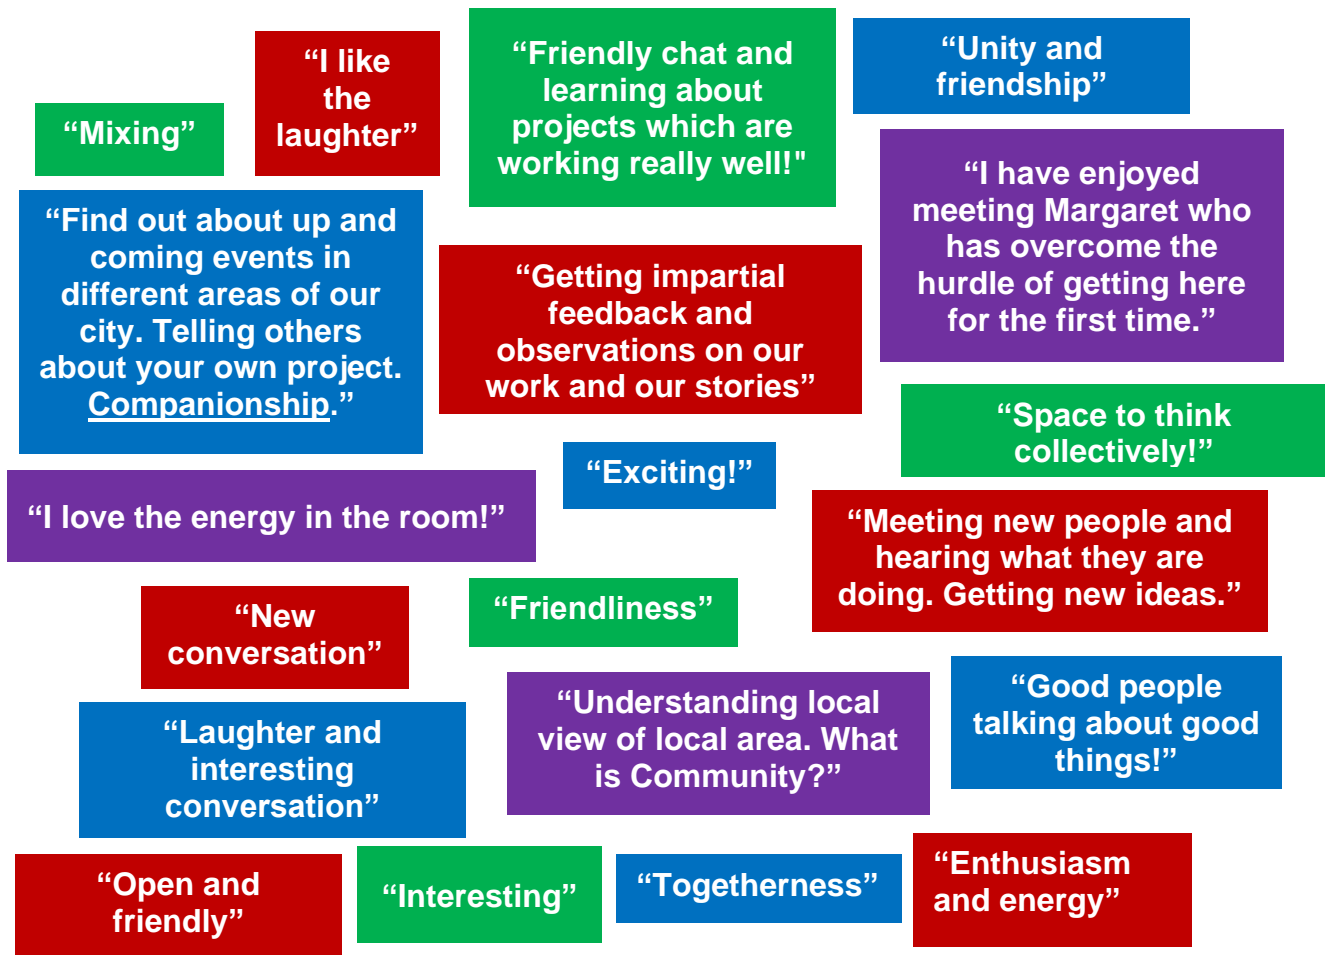 “Mixing”
“I like
the
laughter”
“Friendly chat and
learning about
projects which are
working really well!"
“Unity and
friendship”
“Find out about up and
coming events in
different areas of our
city. Telling others
about your own project.
Companionship.”
“Getting impartial
feedback and
observations on our
work and our stories”
“I have enjoyed
meeting Margaret who
has overcome the
hurdle of getting here
for the first time.”
“Space to think
collectively!”
“I love the energy in the room!”
“Exciting!”
“Meeting new people and
hearing what they are
doing. Getting new ideas.”
“New
conversation”
“Friendliness”
“Laughter and
interesting
conversation”
“Understanding local
view of local area. What
is Community?”
“Good people
talking about good
things!”
“Open and
friendly”
“Interesting”
“Togetherness”
“Enthusiasm
and energy”